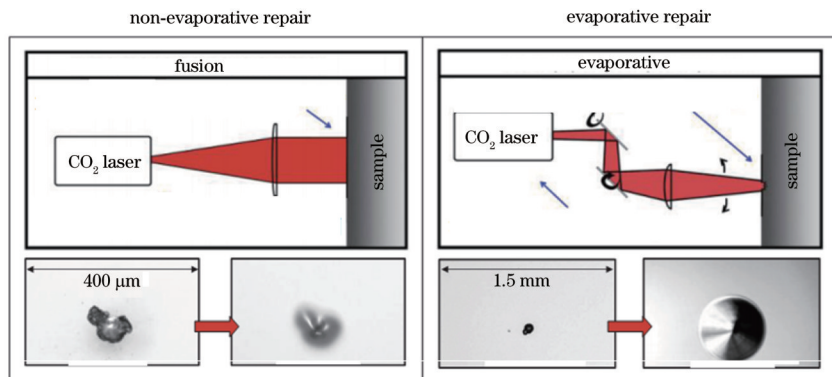 non-evaporative repair
evaporative repair
fusion
evaporative
CO₂ laser
sample
CO₂ laser
sample
400 μm
1.5 mm